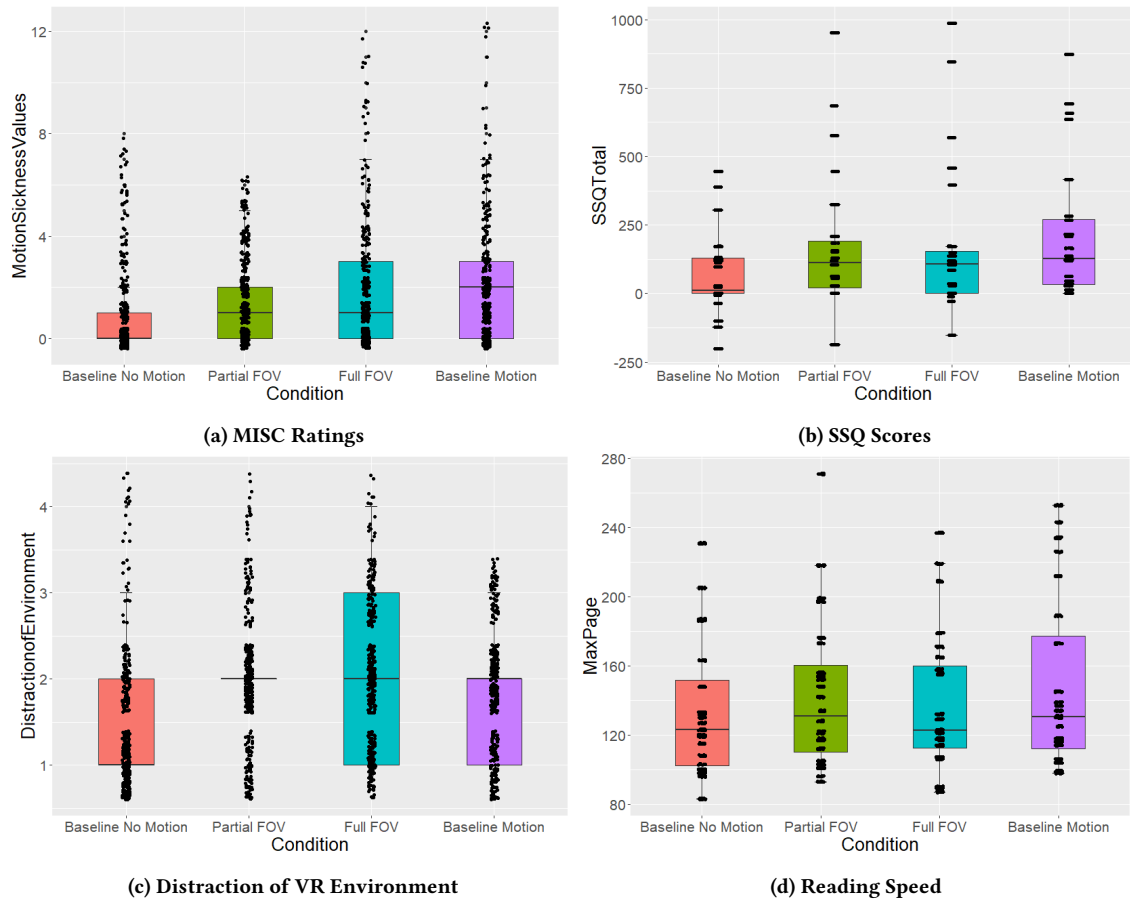 MotionSicknessValues
12
8
4
0
Baseline No Motion Partial FOV Full FOV Baseline Motion
Condition
(a) MISC Ratings
SSQTotal
1000
750
500
250
0
-250
Baseline No Motion Partial FOV Full FOV Baseline Motion
Condition
(b) SSQ Scores
DistractionofEnvironment
4
3
2
1
Baseline No Motion Partial FOV Full FOV Baseline Motion
Condition
(c) Distraction of VR Environment
MaxPage
280
240
200
160
120
80
Baseline No Motion Partial FOV Full FOV Baseline Motion
Condition
(d) Reading Speed